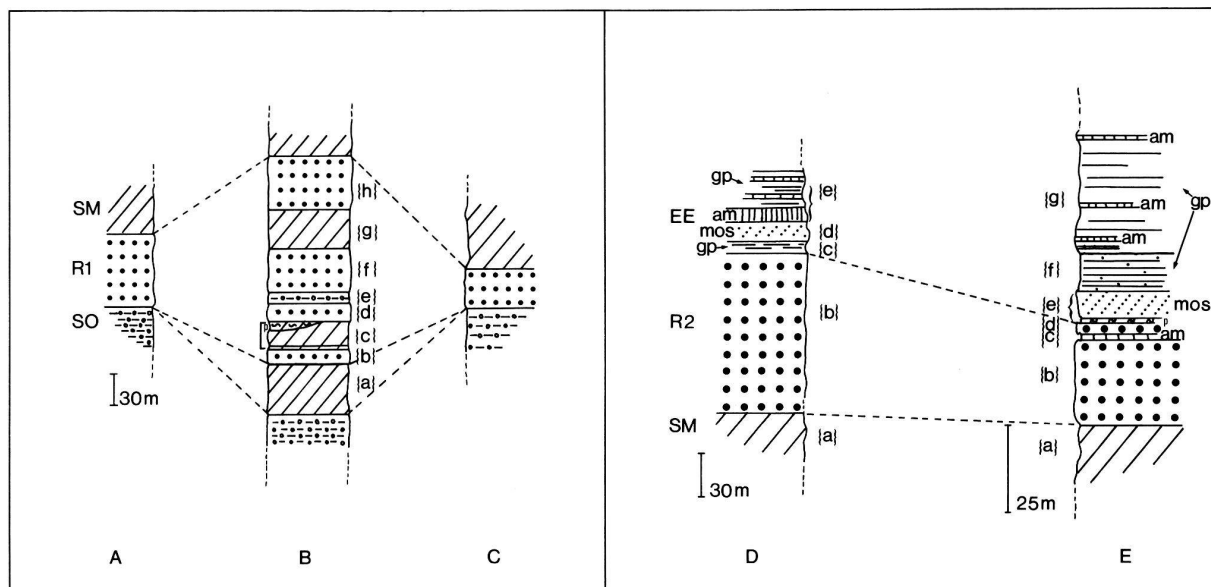 SM
R1
SO
30m
A
{h}
{g}
{f}
{e}
{d}
{c}
{b}
{a}
p
B
C
gp
EE
am
mos
gp
R2
SM
{e}
{d}
{c}
{b}
{a}
30m
D
am
am
am
gp
mos
p
am
{g}
{f}
{e}
{d}
{c}
{b}
{a}
25m
E